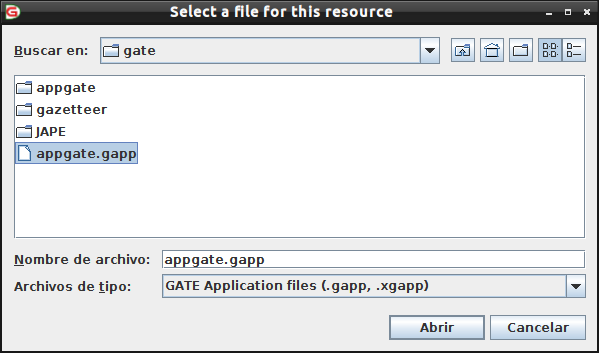 Select a file for this resource
Buscar en: gate
appgate
gazetteer
JAPE
appgate.gapp
Nombre de archivo: appgate.gapp
Archivos de tipo: GATE Application files (.gapp, .xgapp)
Abrir Cancelar